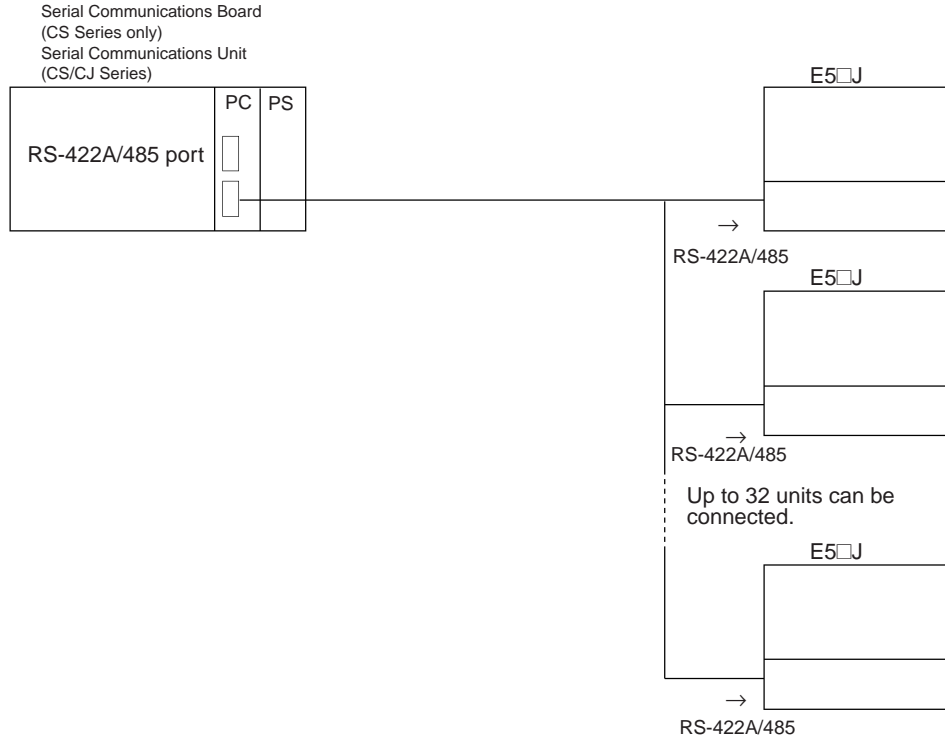 Serial Communications Board
(CS Series only)
Serial Communications Unit
(CS/CJ Series)
PC PS
RS-422A/485 port
E5□J
→
RS-422A/485
E5□J
→
RS-422A/485
Up to 32 units can be
connected.
E5□J
→
RS-422A/485